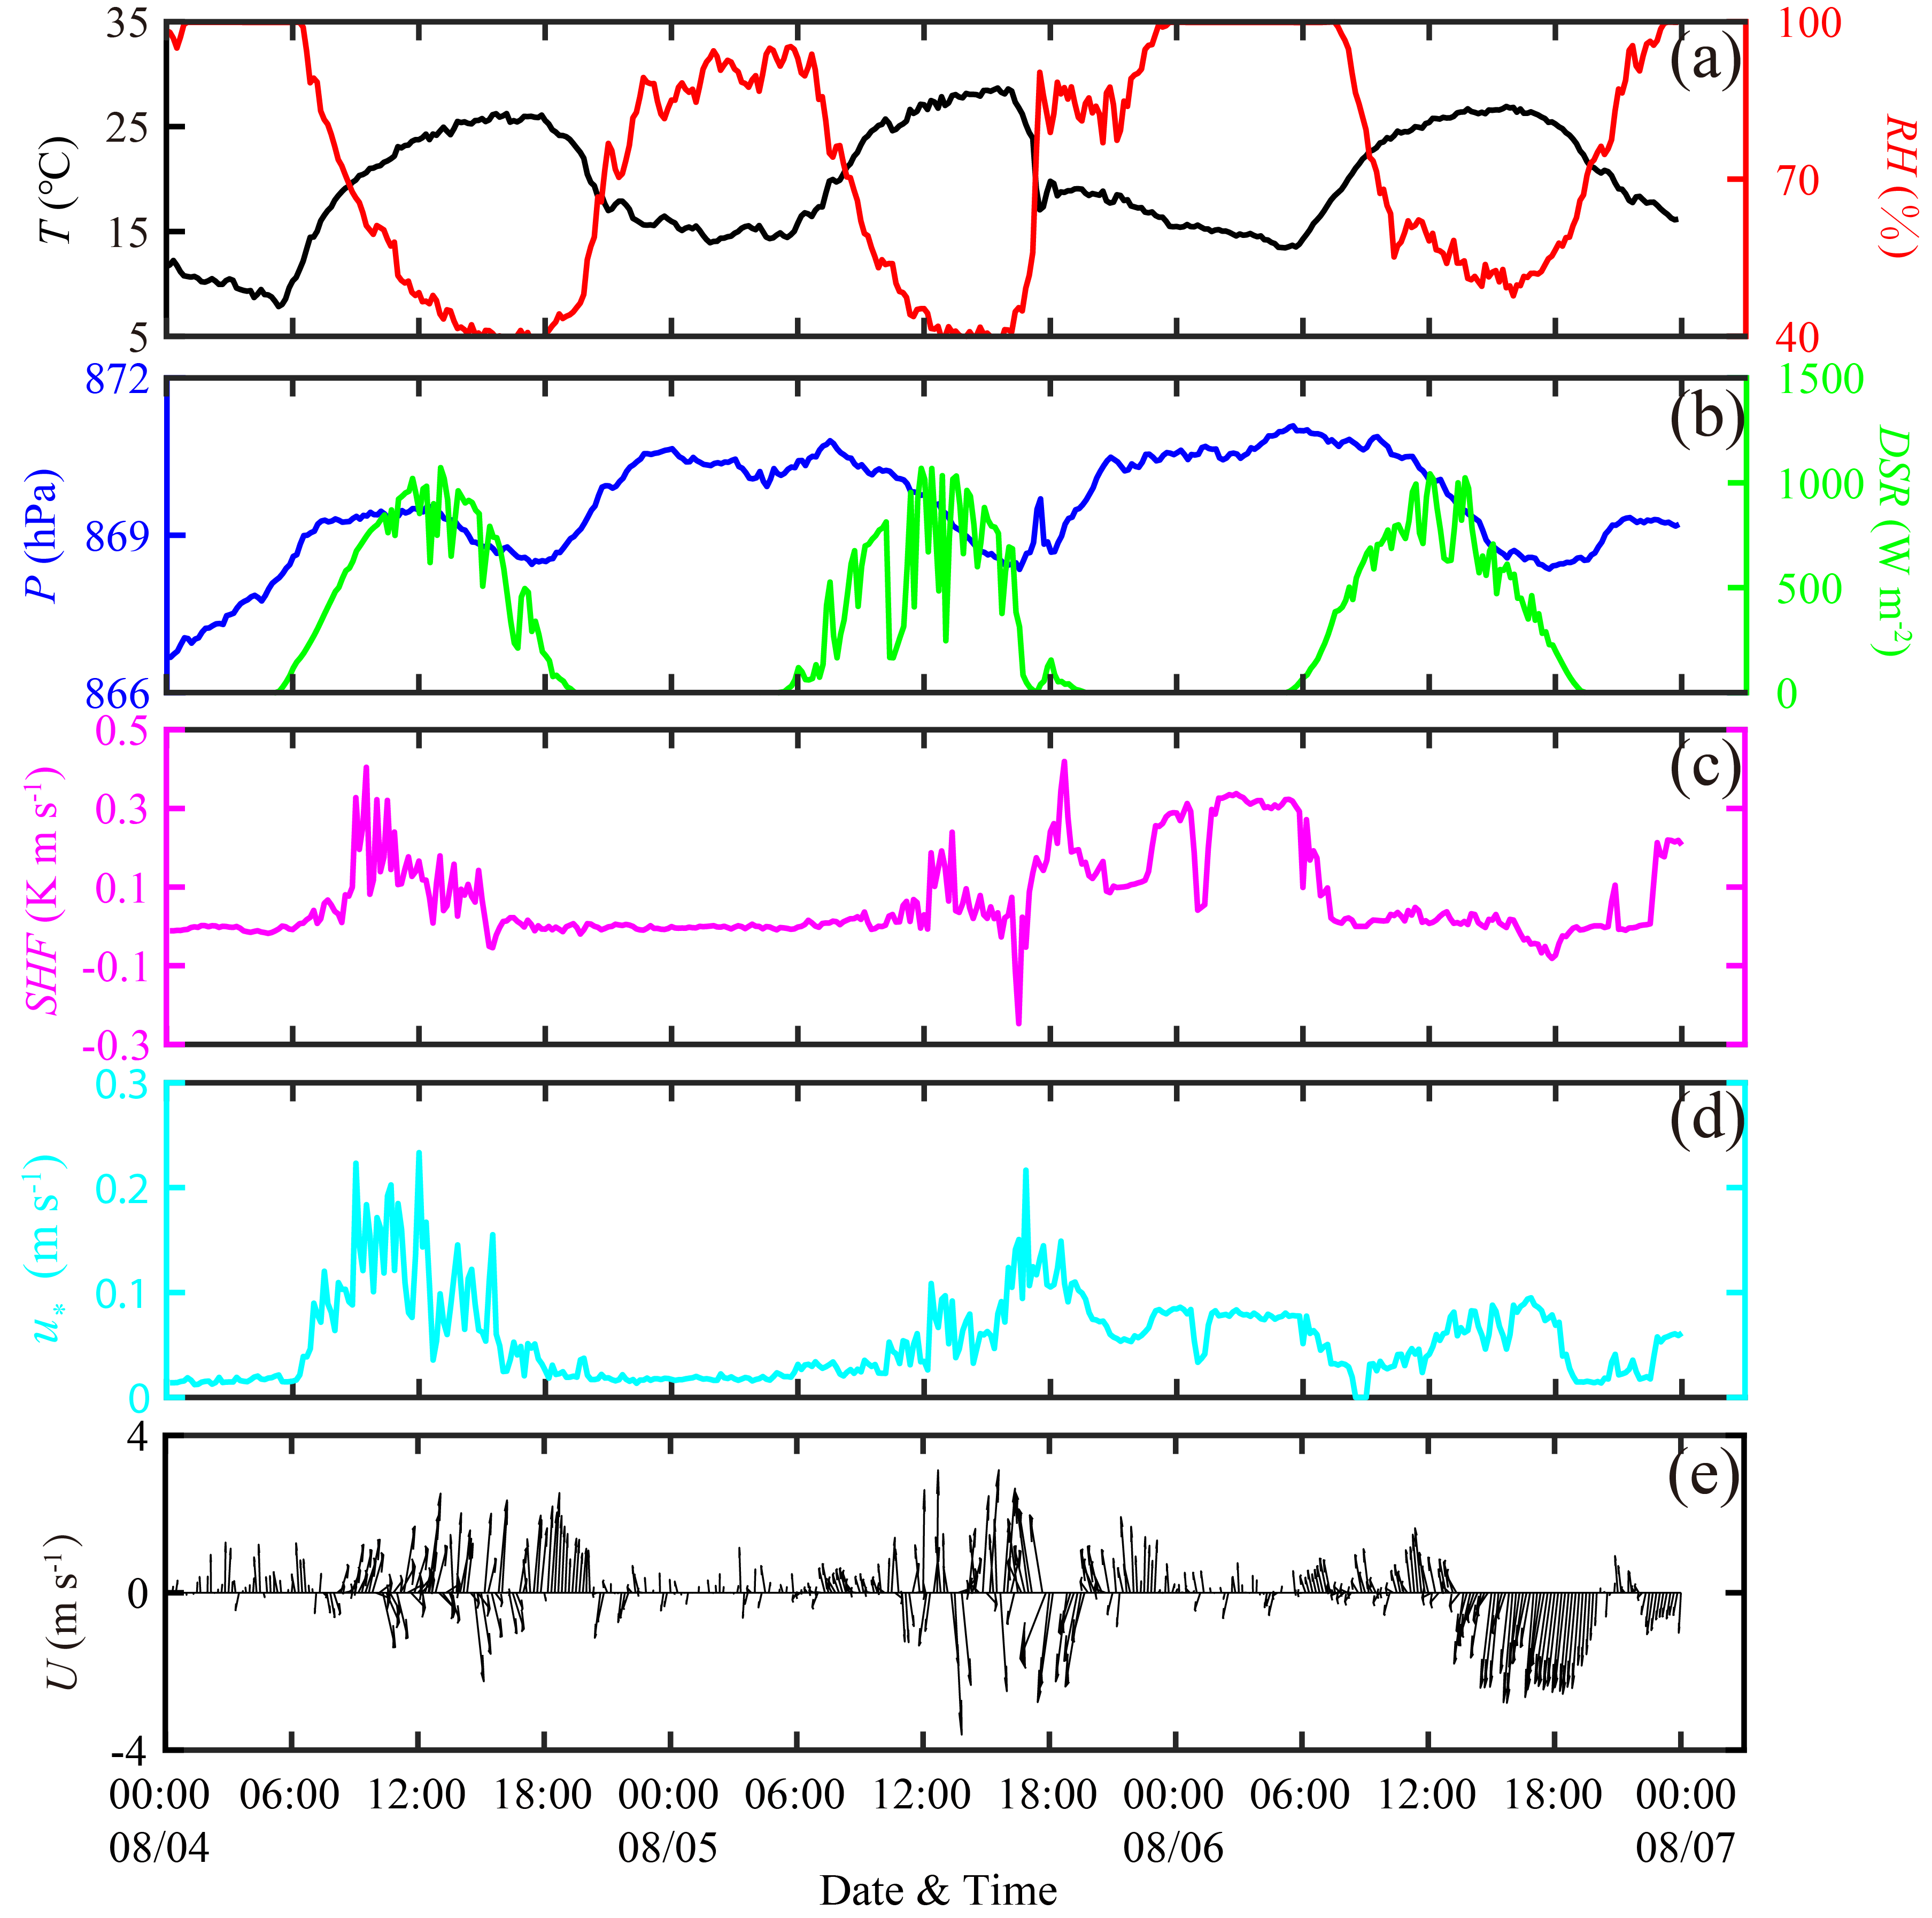 35
25
15
5
T (°C)
(a)
100
70
40
RH (%)
872
869
866
P (hPa)
(b)
1500
1000
500
0
DSR (W m-2)
0.5
0.3
0.1
-0.1
-0.3
SHF (K m s-1)
(c)
0.3
0.2
0.1
0
u* (m s-1)
(d)
4
0
-4
U (m s-1)
(e)
00:00 06:00 12:00 18:00 00:00 06:00 12:00 18:00 00:00 06:00 12:00 18:00 00:00
08/04 08/05 08/06 08/07
Date & Time